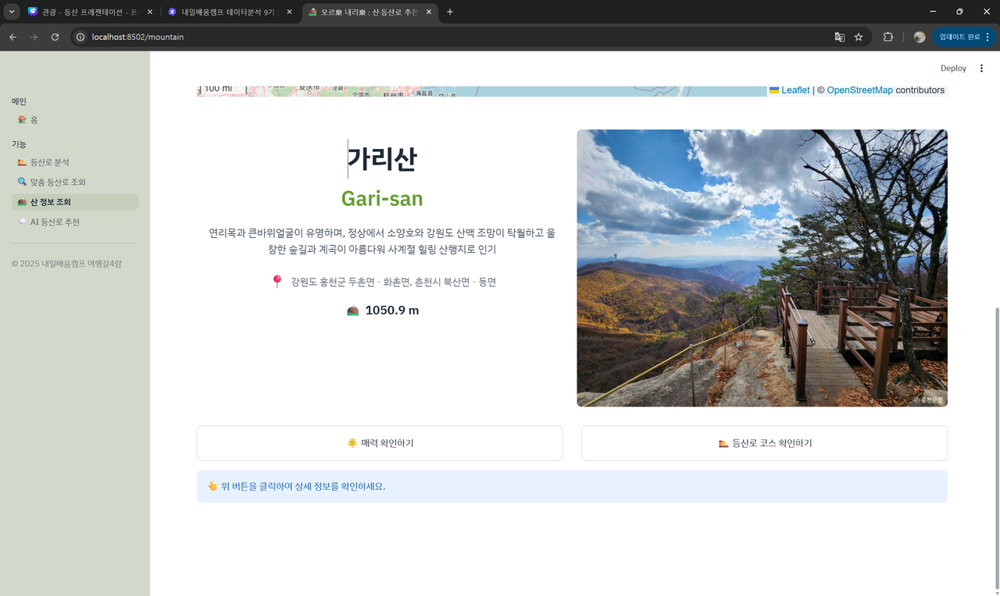 관광 - 등산 프레젠테이션 - 프
내일배움캠프 데이터분석 9기
오르樂 내리樂 : 산·등산로 추천
localhost:8502/mountain
업데이트 완료
Deploy
메인
홈
기능
등산로 분석
맞춤 등산로 조회
산 정보 조회
AI 등산로 추천
© 2025 내일배움캠프 여행갈4람
100 mi
宁国市
杭州市
Leaflet | © OpenStreetMap contributors
가리산
Gari-san
연리목과 큰바위얼굴이 유명하며, 정상에서 소양호와 강원도 산맥 조망이 탁월하고 울
창한 숲길과 계곡이 아름다워 사계절 힐링 산행지로 인기
강원도 홍천군 두촌면 · 화촌면, 춘천시 북산면 · 동면
1050.9 m
ⓒ 홍천군청
매력 확인하기
등산로 코스 확인하기
위 버튼을 클릭하여 상세 정보를 확인하세요.